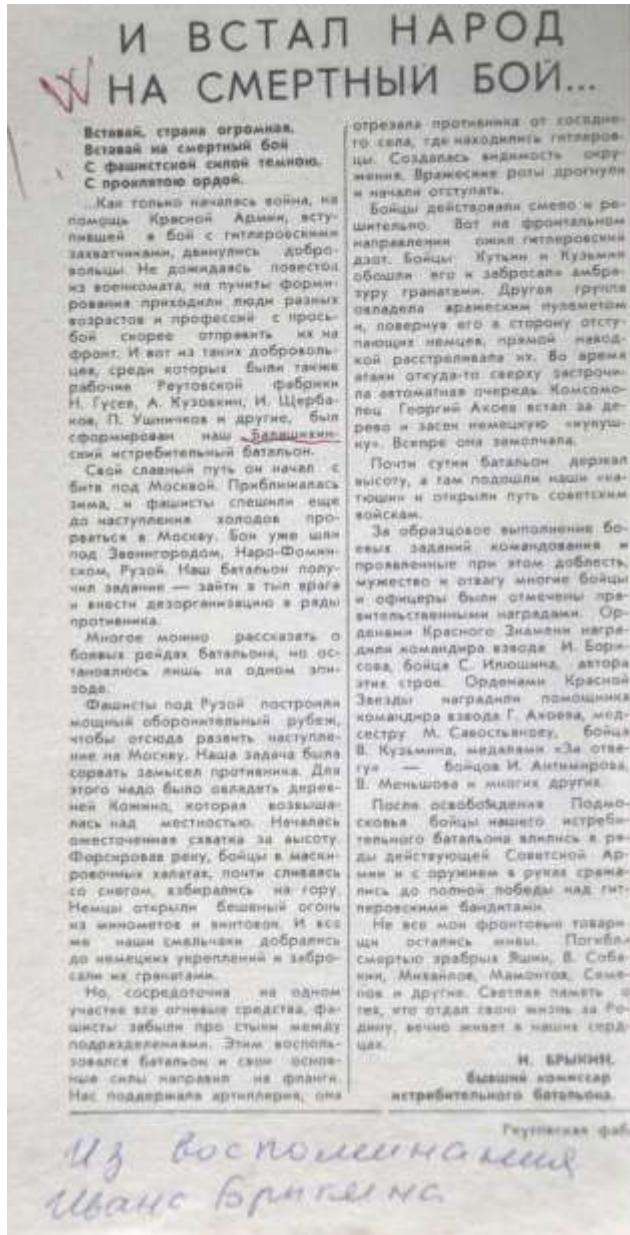 И ВСТАЛ НАРОД
НА СМЕРТНЫЙ БОЙ...
Вставай, страна огромная,
Вставай на смертный бой
С фашистской силой темною,
С проклятою ордой.
...Как только началась война, на
помощь Красной Армии, всту-
пившей в бой с гитлеровскими
захватчиками, двинулись добро-
вольцы. Не дожидаясь повесток
из военкомата, на пункты форми-
рования приходили люди разных
возрастов и профессий с прось-
бой скорее отправить их на
фронт. И вот из таких доброволь-
цев, среди которых были также
рабочие Реутовской фабрики
Н. Гусев, А. Кузовкин, И. Щерба-
ков, П. Ушничков и другие, был
сформирован наш Балашихин-
ский истребительный батальон.
Свой славный путь он начал с
битв под Москвой. Приближалась
зима, и фашисты спешили еще
до наступления холодов про-
рваться в Москву. Бои уже шли
под Звенигородом, Наро-Фомин-
ском, Рузой. Наш батальон полу-
чил задание — зайти в тыл врага
и внести дезорганизацию в ряды
противника.
Многое можно рассказать о
боевых рейдах батальона, но ос-
тановлюсь лишь на одном эпи-
зоде.
Фашисты под Рузой построили
мощный оборонительный рубеж,
чтобы отсюда развить наступле-
ние на Москву. Наша задача была
сорвать замысел противника. Для
этого надо было овладеть дерев-
ней Кожино, которая возвыша-
лась над местностью. Началась
ожесточенная схватка за высоту.
Форсировав реку, бойцы в маски-
ровочных халатах, почти сливаясь
со снегом, взбирались на гору.
Немцы открыли бешеный огонь
из минометов и винтовок. И все
же наши смельчаки добрались
до немецких укреплений и забро-
сали их гранатами.
Но, сосредоточив на одном
участке все огневые средства, фа-
шисты забыли про стыки между
подразделениями. Этим восполь-
зовался батальон и свои основ-
ные силы направил на фланги.
Нас поддержала артиллерия, она
отрезала противника от соседне-
го села, где находились гитлеров-
цы. Создалась видимость окру-
жения. Вражеские роты дрогнули
и начали отступать.
Бойцы действовали смело и ре-
шительно. Вот на фронтальном
направлении ожил гитлеровский
дзот. Бойцы Кутьин и Кузьмин
обошли его и забросали амбра-
зуру гранатами. Другая группа
овладела вражеским пулеметом
и, повернув его в сторону отсту-
пающих немцев, прямой навод-
кой расстреливала их. Во время
атаки откуда-то сверху застрочи-
ла автоматная очередь. Комсомо-
лец Георгий Акоев встал за де-
рево и засек немецкую «кукуш-
ку». Вскоре она замолчала.
Почти сутки батальон держал
высоту, а там подошли наши «ка-
тюши» и открыли путь советским
войскам.
За образцовое выполнение бо-
евых заданий командования и
проявленные при этом доблесть,
мужество и отвагу многие бойцы
и офицеры были отмечены пра-
вительственными наградами. Ор-
денами Красного Знамени награ-
дили командира взвода И. Бори-
сова, бойца С. Илюшина, автора
этих строк. Орденами Красной
Звезды наградили помощника
командира взвода Г. Акоева, мед-
сестру М. Савостьянову, бойца
В. Кузьмина, медалями «За отва-
гу» — бойцов И. Антимирова,
В. Меньшова и многих других.
После освобождения Подмо-
сковья бойцы нашего истреби-
тельного батальона влились в ря-
ды действующей Советской Ар-
мии и с оружием в руках сража-
лись до полной победы над гит-
леровскими бандитами.
Не все мои фронтовые товари-
щи остались живы. Погибли
смертью храбрых Яшин, В. Соба-
кин, Михайлов, Мамонтов, Семе-
нов и другие. Светлая память о
тех, кто отдал свою жизнь за Ро-
дину, вечно живет в наших серд-
цах.
И. БРЫКИН,
бывший комиссар
истребительного батальона.
Реутовская фаб
Из воспоминания
Ивана Брыкина